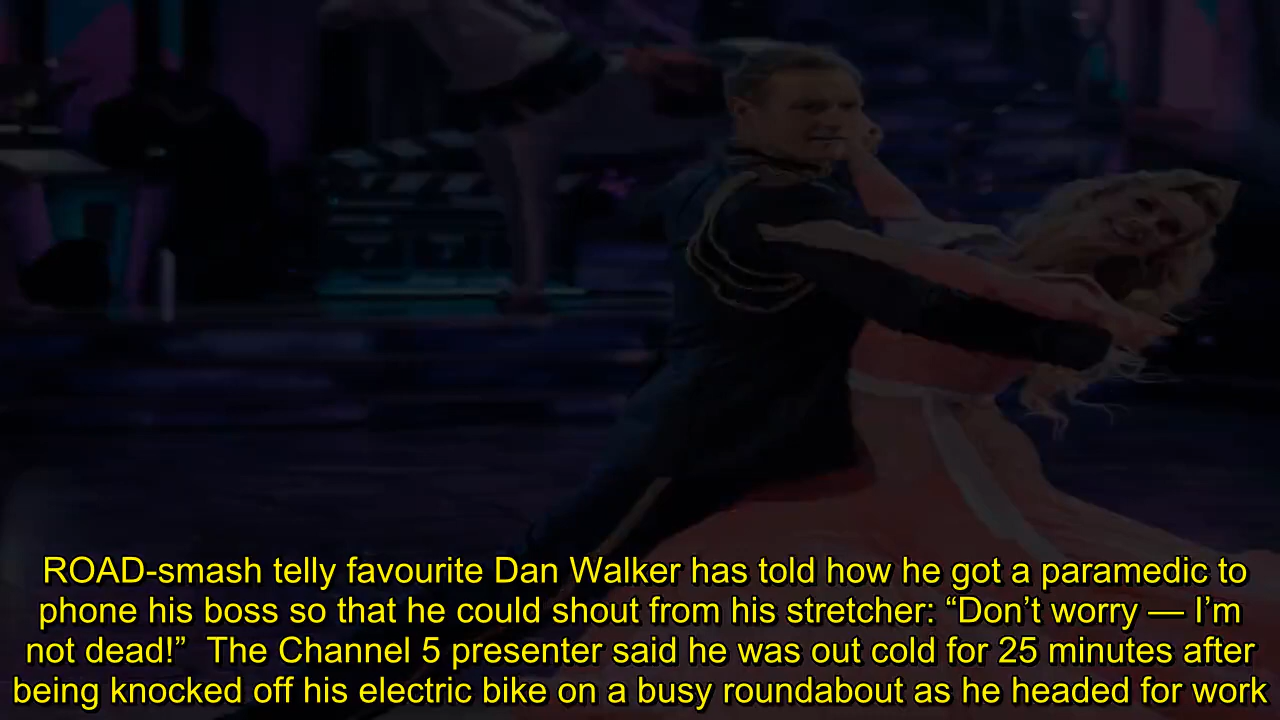 ROAD-smash telly favourite Dan Walker has told how he got a paramedic to
phone his boss so that he could shout from his stretcher: “Don’t worry — I’m
not dead!”  The Channel 5 presenter said he was out cold for 25 minutes after
being knocked off his electric bike on a busy roundabout as he headed for work